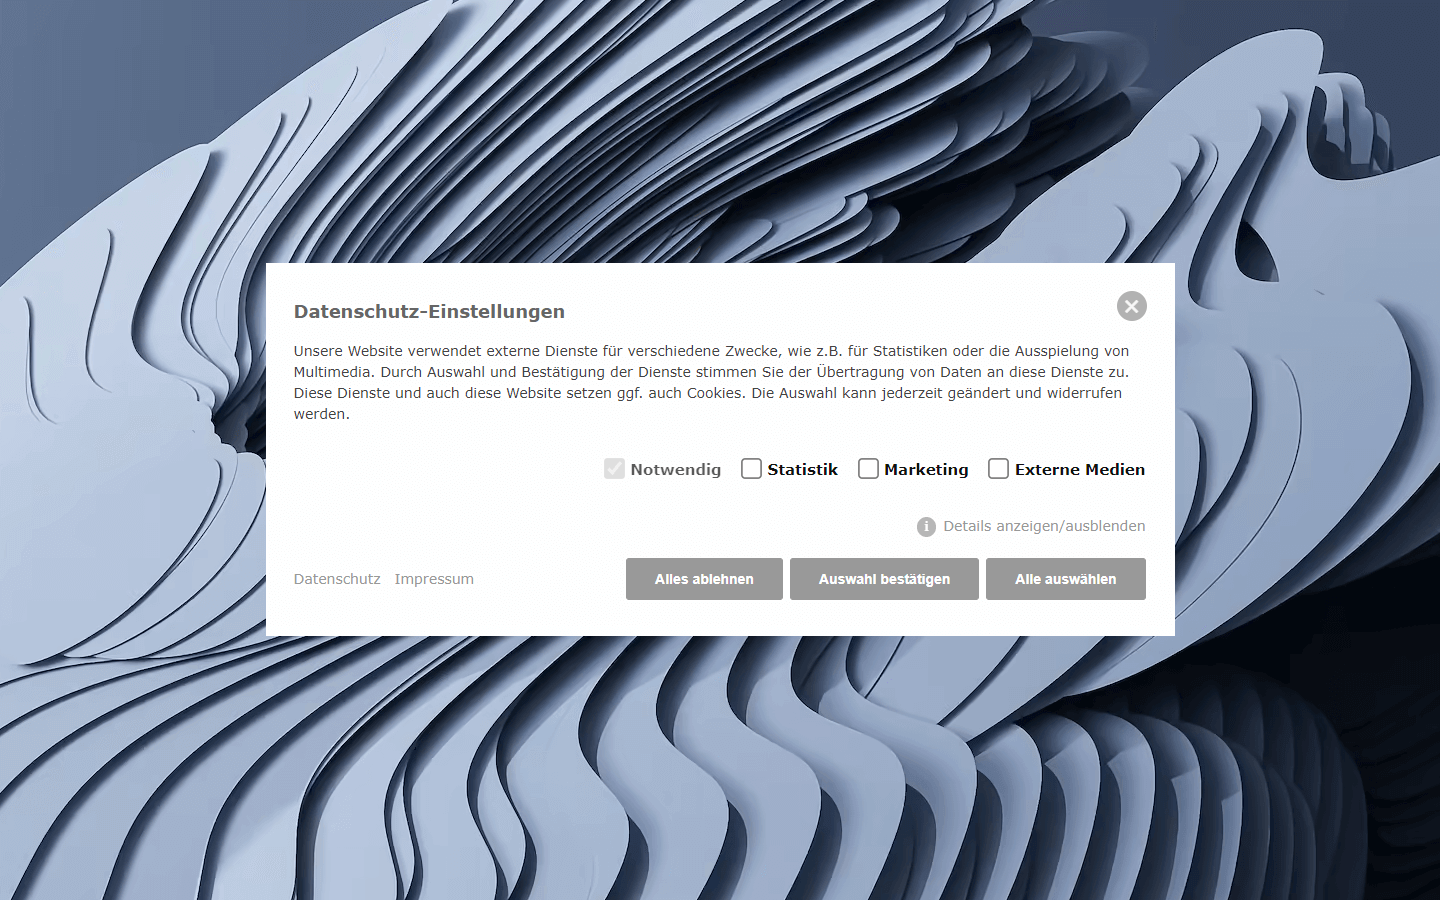 Datenschutz-Einstellungen
Unsere Website verwendet externe Dienste für verschiedene Zwecke, wie z.B. für Statistiken oder die Ausspielung von
Multimedia. Durch Auswahl und Bestätigung der Dienste stimmen Sie der Übertragung von Daten an diese Dienste zu.
Diese Dienste und auch diese Website setzen ggf. auch Cookies. Die Auswahl kann jederzeit geändert und widerrufen
werden.
Notwendig Statistik Marketing Externe Medien
Details anzeigen/ausblenden
Datenschutz Impressum Alles ablehnen Auswahl bestätigen Alle auswählen